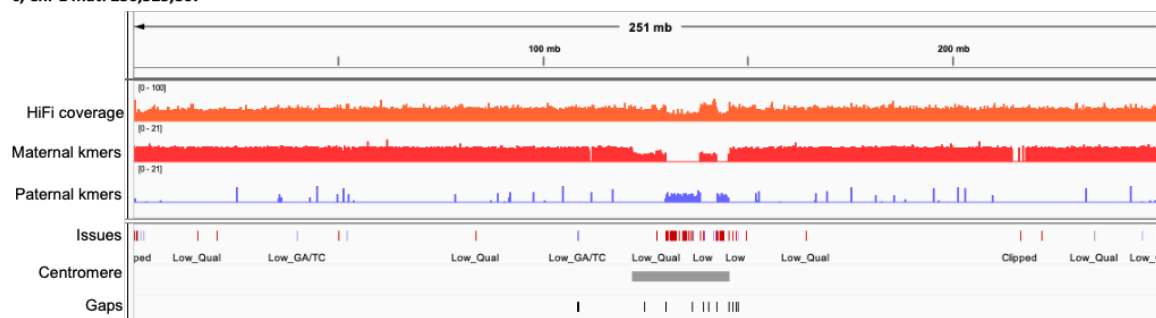 251 mb
100 mb 200 mb
[0 - 100]
HiFi coverage
[0 - 21]
Maternal kmers
[0 - 21]
Paternal kmers
Issues
ped Low_Qual Low_GA/TC Low_Qual Low_GA/TC Low_Qual Low Low Low_Qual Clipped Low_Qual Low_
Centromere
Gaps